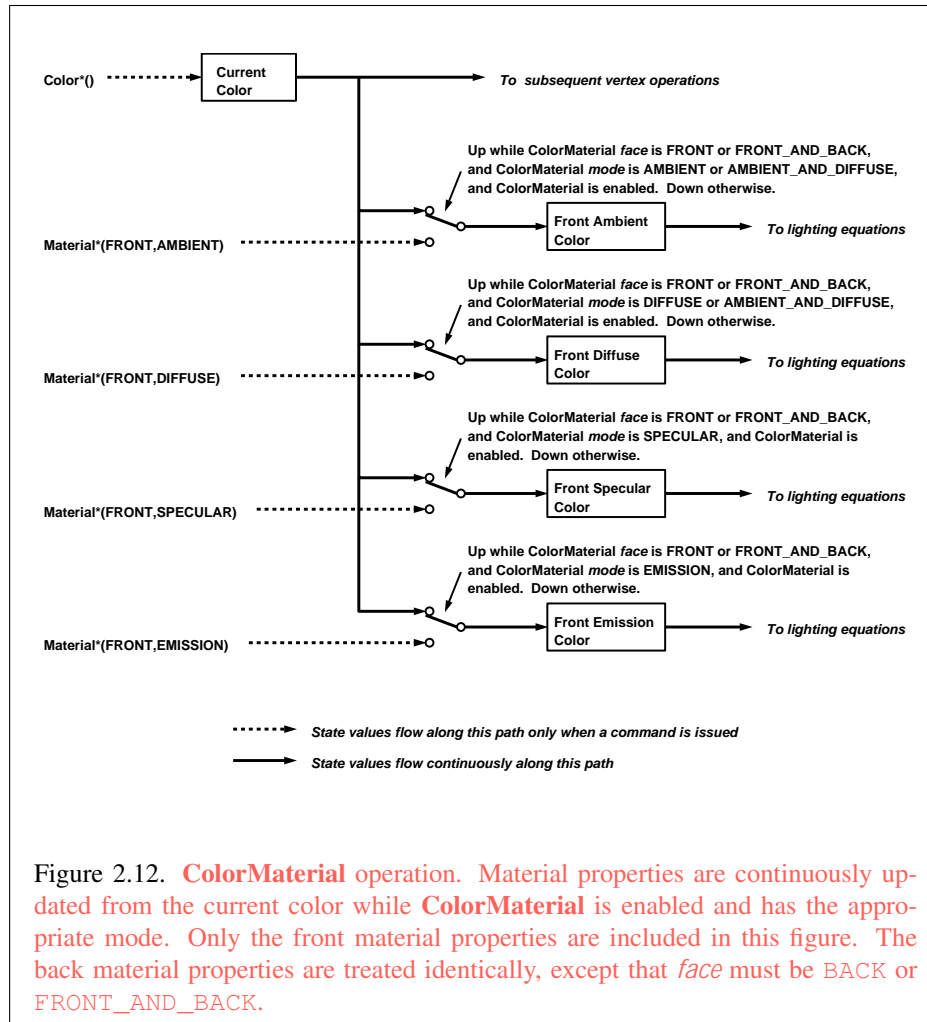 Color*()
Current
Color
To subsequent vertex operations
Up while ColorMaterial face is FRONT or FRONT_AND_BACK,
and ColorMaterial mode is AMBIENT or AMBIENT_AND_DIFFUSE,
and ColorMaterial is enabled. Down otherwise.
Material*(FRONT,AMBIENT)
Front Ambient
Color
To lighting equations
Up while ColorMaterial face is FRONT or FRONT_AND_BACK,
and ColorMaterial mode is DIFFUSE or AMBIENT_AND_DIFFUSE,
and ColorMaterial is enabled. Down otherwise.
Material*(FRONT,DIFFUSE)
Front Diffuse
Color
To lighting equations
Up while ColorMaterial face is FRONT or FRONT_AND_BACK,
and ColorMaterial mode is SPECULAR, and ColorMaterial is
enabled. Down otherwise.
Material*(FRONT,SPECULAR)
Front Specular
Color
To lighting equations
Up while ColorMaterial face is FRONT or FRONT_AND_BACK,
and ColorMaterial mode is EMISSION, and ColorMaterial is
enabled. Down otherwise.
Material*(FRONT,EMISSION)
Front Emission
Color
To lighting equations
State values flow along this path only when a command is issued
State values flow continuously along this path
Figure 2.12. ColorMaterial operation. Material properties are continuously up-
dated from the current color while ColorMaterial is enabled and has the appro-
priate mode. Only the front material properties are included in this figure. The
back material properties are treated identically, except that face must be BACK or
FRONT_AND_BACK.